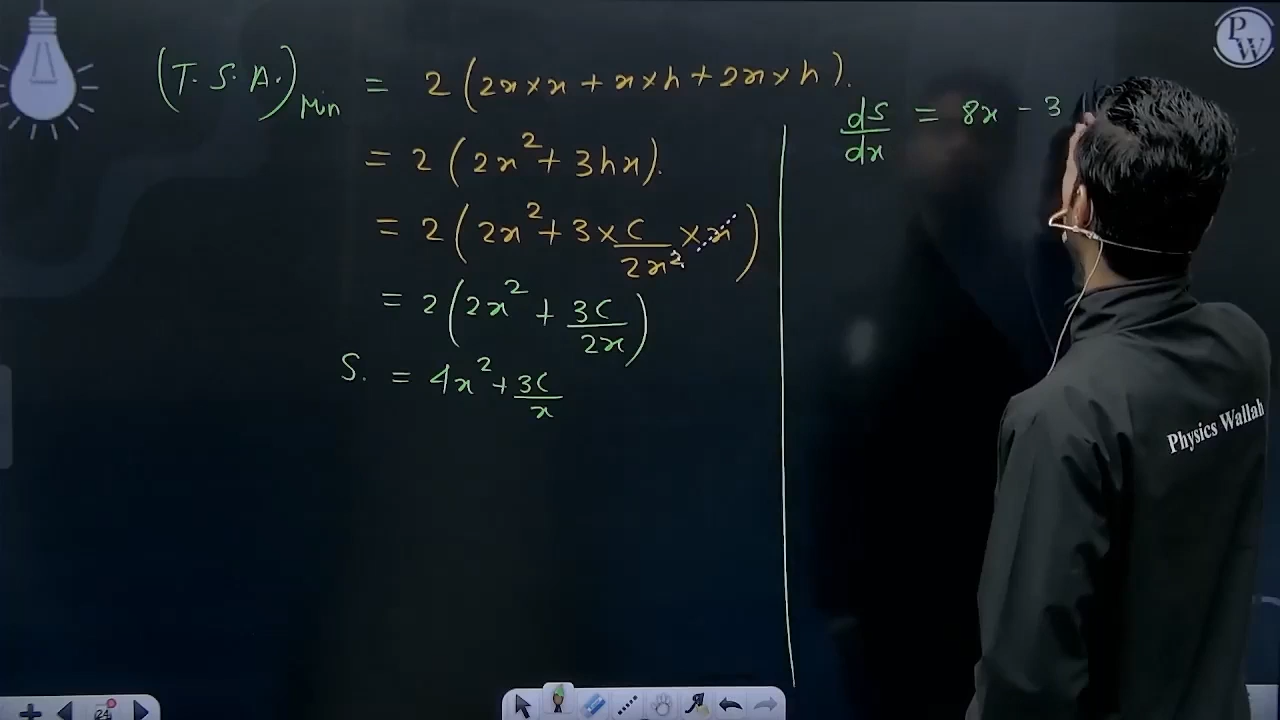 (T. S. A.)Min = 2 (2x × x + x × h + 2x × h).
= 2 (2x² + 3hx).
= 2 (2x² + 3 × C/2x² × x)
= 2 (2x² + 3C/2x)
S. = 4x² + 3C/x
dS/dx = 8x - 3
PW
Physics Wallah
24